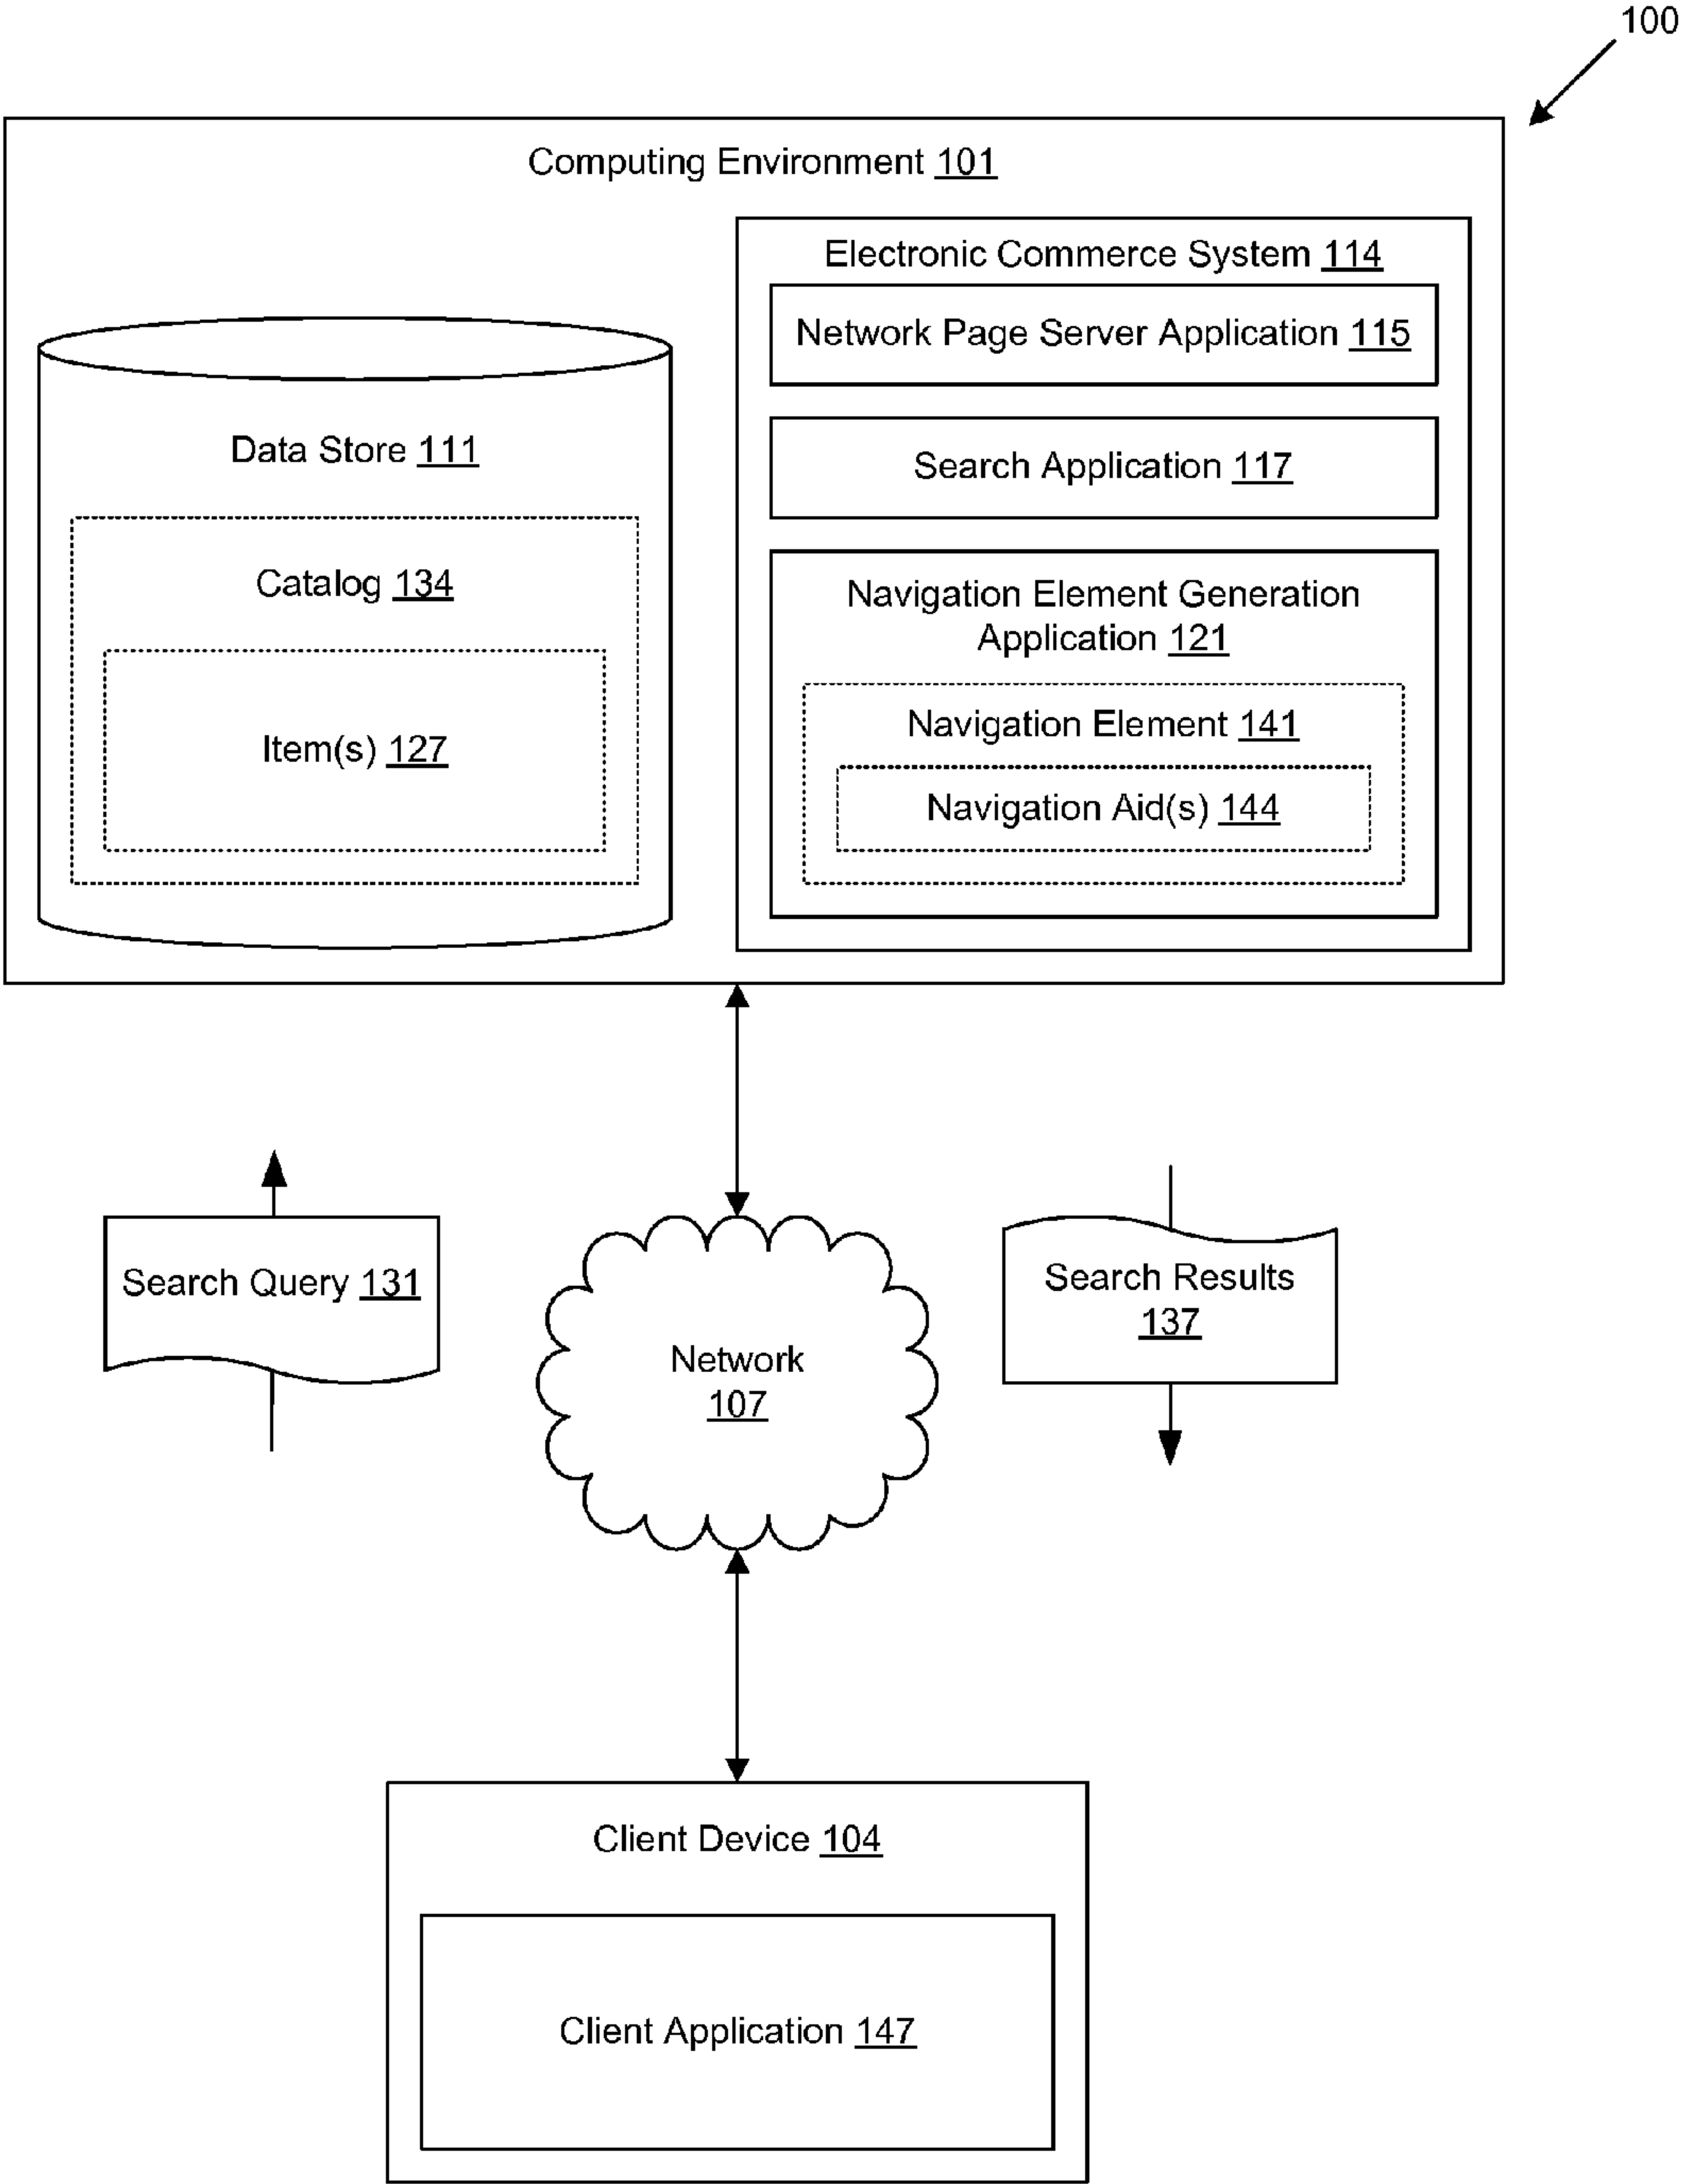 100
Computing Environment 101
Electronic Commerce System 114
Network Page Server Application 115
Data Store 111
Search Application 117
Catalog 134
Navigation Element Generation
Application 121
Navigation Element 141
Item(s) 127
Navigation Aid(s) 144
Search Query 131
Search Results
137
Network
107
Client Device 104
Client Application 147